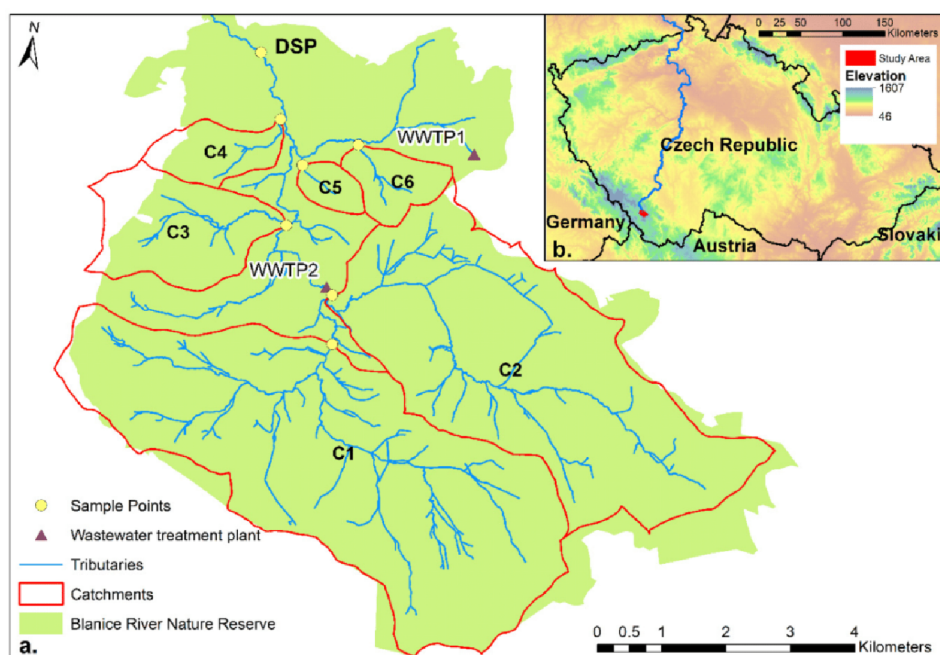 N
DSP
WWTP1
C4
C5
C6
C3
WWTP2
C2
C1
Sample Points
Wastewater treatment plant
Tributaries
Catchments
Blanice River Nature Reserve
a.
0 0.5 1 2 3 4
Kilometers
0 25 50 100 150
Kilometers
Study Area
Elevation
1607
46
Czech Republic
Germany
Slovaki
Austria
b.